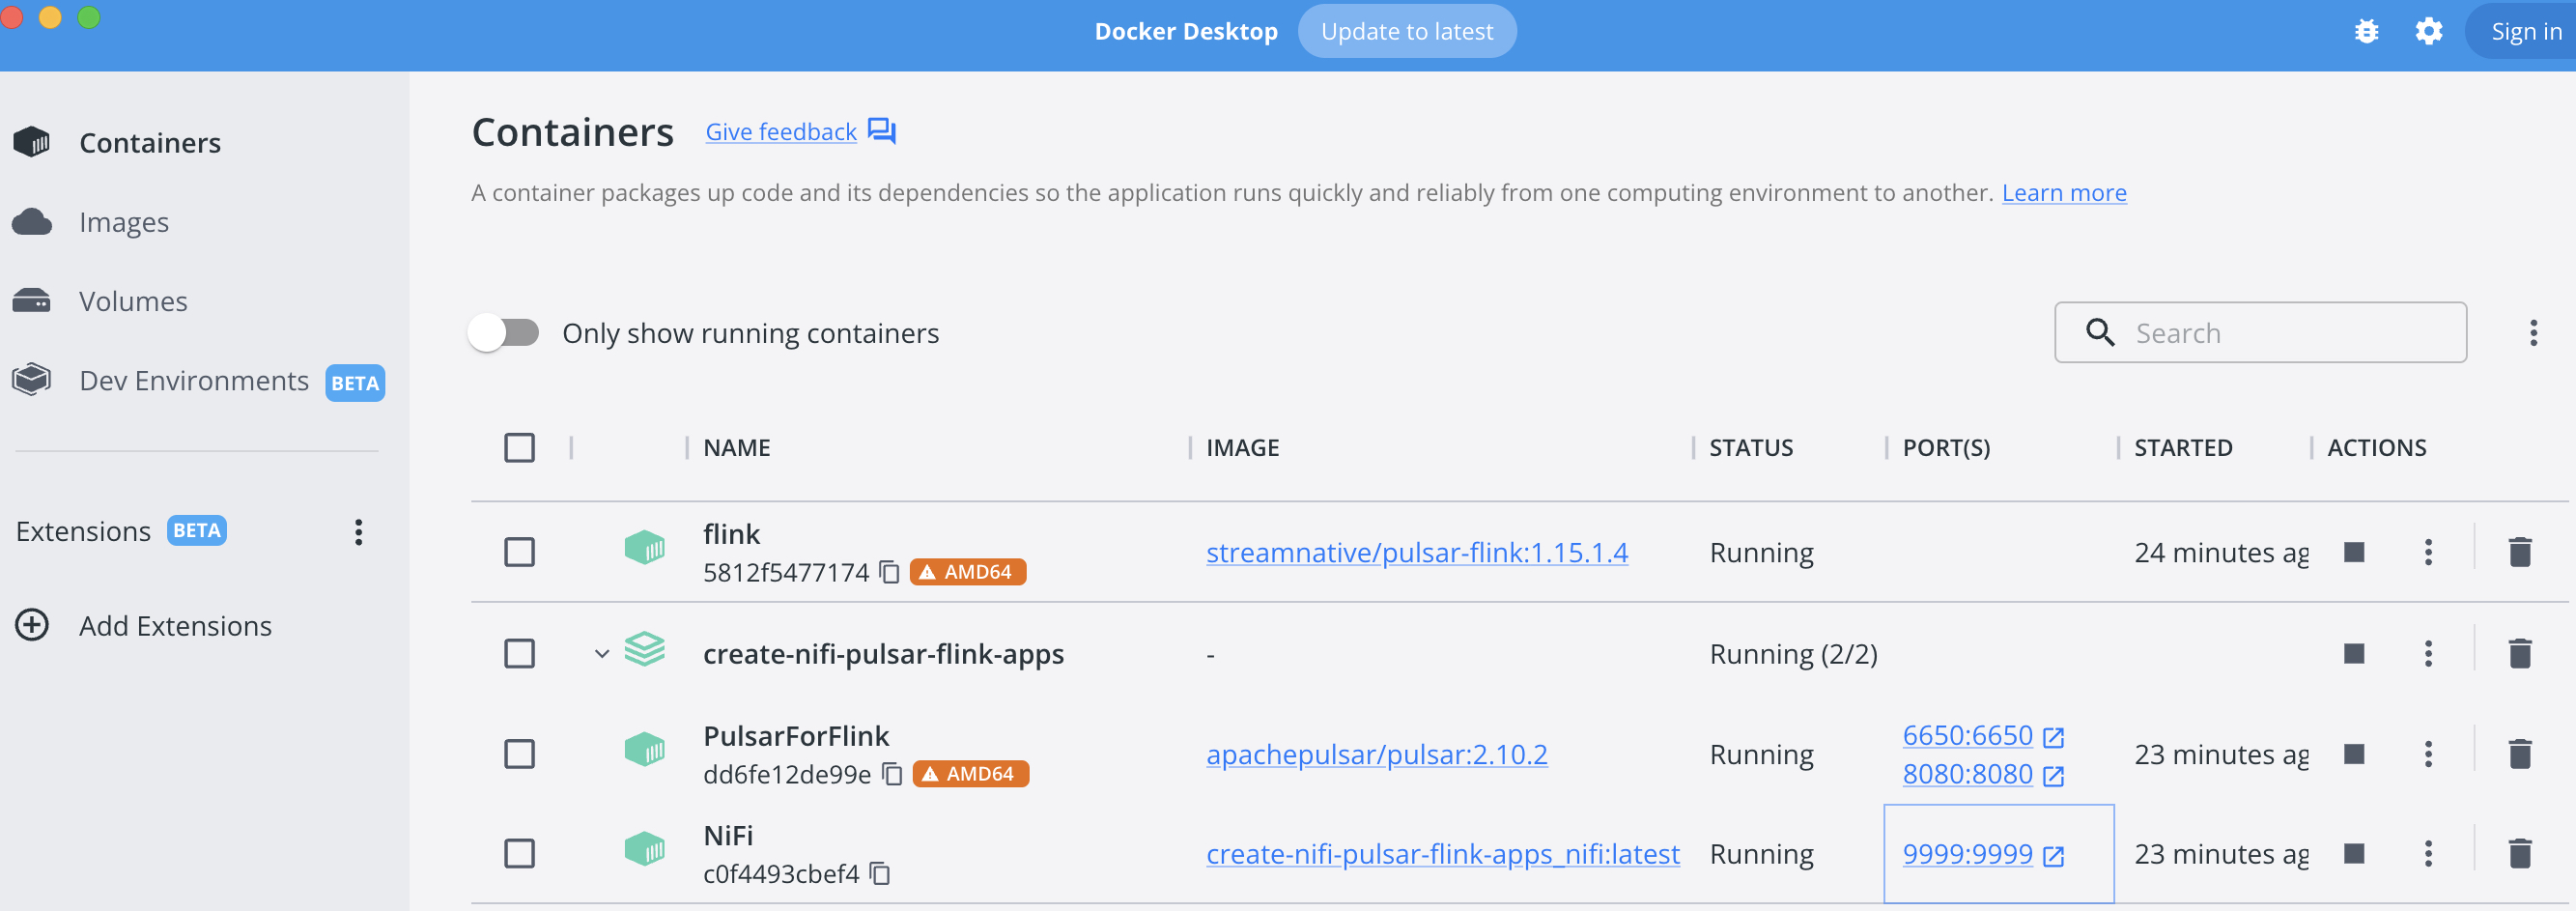 Docker Desktop Update to latest Sign in
Containers
Images
Volumes
Dev Environments BETA
Extensions BETA
Add Extensions
Containers Give feedback
A container packages up code and its dependencies so the application runs quickly and reliably from one computing environment to another. Learn more
Only show running containers
Search
NAME IMAGE STATUS PORT(S) STARTED ACTIONS
flink
5812f5477174 AMD64
streamnative/pulsar-flink:1.15.1.4 Running 24 minutes ag
create-nifi-pulsar-flink-apps - Running (2/2)
PulsarForFlink
dd6fe12de99e AMD64
apachepulsar/pulsar:2.10.2 Running
6650:6650
8080:8080
23 minutes ag
NiFi
c0f4493cbef4
create-nifi-pulsar-flink-apps_nifi:latest Running 9999:9999 23 minutes ag